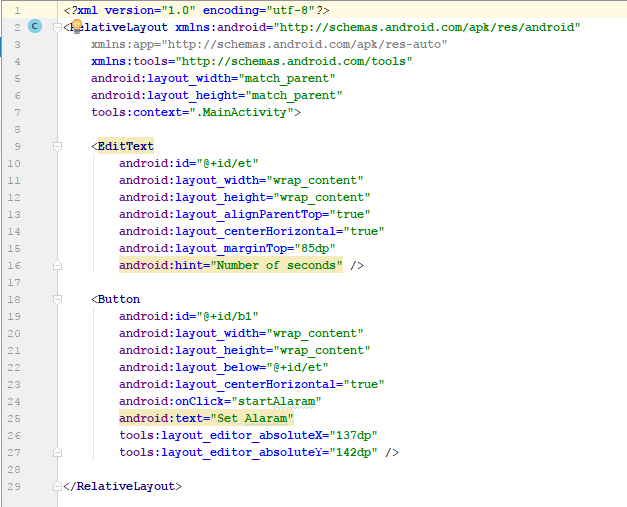 1 <?xml version="1.0" encoding="utf-8"?>
2 C <RelativeLayout xmlns:android="http://schemas.android.com/apk/res/android"
3 xmlns:app="http://schemas.android.com/apk/res-auto"
4 xmlns:tools="http://schemas.android.com/tools"
5 android:layout_width="match_parent"
6 android:layout_height="match_parent"
7 tools:context=".MainActivity">
8
9 <EditText
10 android:id="@+id/et"
11 android:layout_width="wrap_content"
12 android:layout_height="wrap_content"
13 android:layout_alignParentTop="true"
14 android:layout_centerHorizontal="true"
15 android:layout_marginTop="85dp"
16 android:hint="Number of seconds" />
17
18 <Button
19 android:id="@+id/b1"
20 android:layout_width="wrap_content"
21 android:layout_height="wrap_content"
22 android:layout_below="@+id/et"
23 android:layout_centerHorizontal="true"
24 android:onClick="startAlaram"
25 android:text="Set Alaram"
26 tools:layout_editor_absoluteX="137dp"
27 tools:layout_editor_absoluteY="142dp" />
28
29 </RelativeLayout>